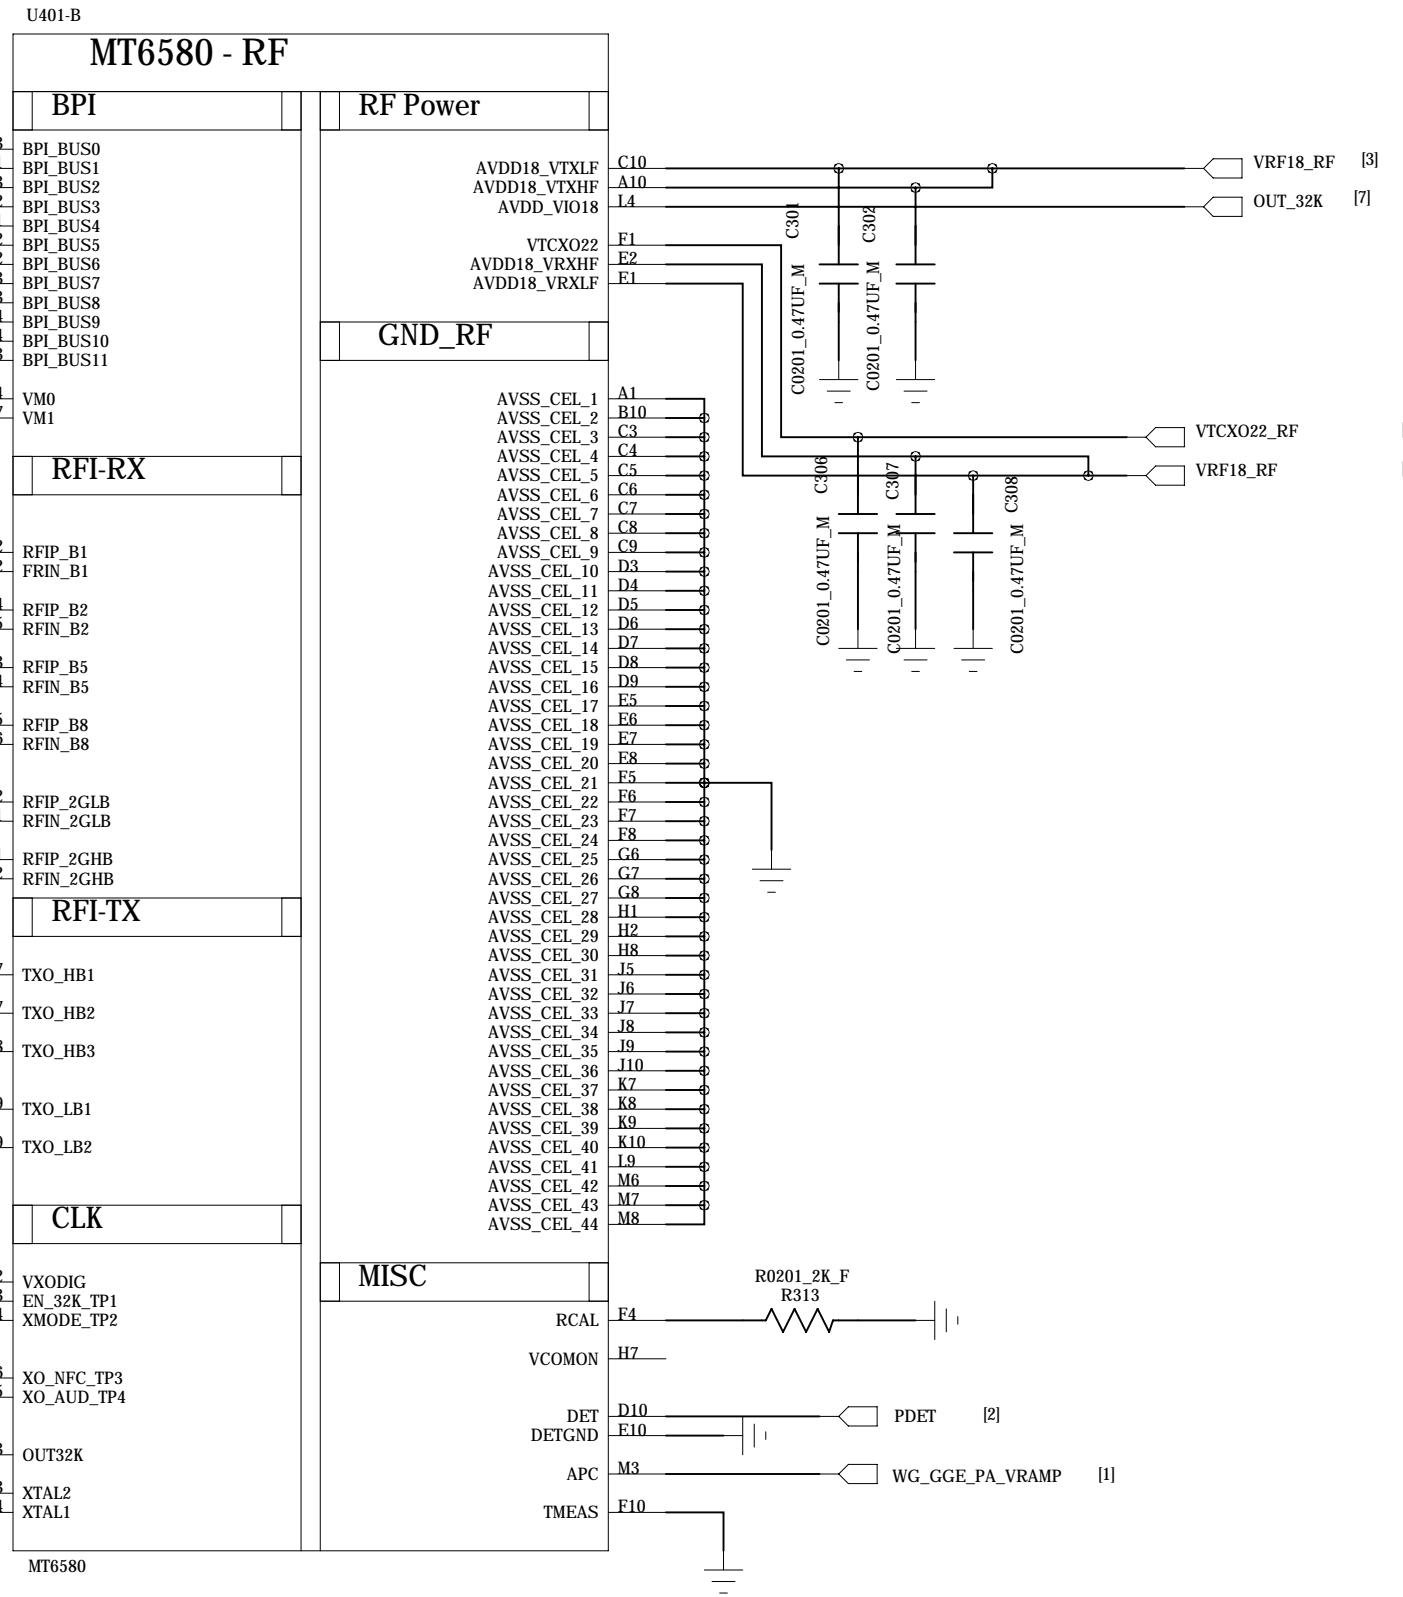 U401-B
MT6580 - RF
BPI
BPI_BUS0
BPI_BUS1
BPI_BUS2
BPI_BUS3
BPI_BUS4
BPI_BUS5
BPI_BUS6
BPI_BUS7
BPI_BUS8
BPI_BUS9
BPI_BUS10
BPI_BUS11
VM0
VM1
RFI-RX
RFIP_B1
FRIN_B1
RFIP_B2
RFIN_B2
RFIP_B5
RFIN_B5
RFIP_B8
RFIN_B8
RFIP_2GLB
RFIN_2GLB
RFIP_2GHB
RFIN_2GHB
RFI-TX
TXO_HB1
TXO_HB2
TXO_HB3
TXO_LB1
TXO_LB2
CLK
VXODIG
EN_32K_TP1
XMODE_TP2
XO_NFC_TP3
XO_AUD_TP4
OUT32K
XTAL2
XTAL1
MT6580
RF Power
AVDD18_VTXLF C10
AVDD18_VTXHF A10
AVDD_VIO18 L4
VTCXO22 F1
AVDD18_VRXHF E2
AVDD18_VRXLF E1
VRF18_RF [3]
OUT_32K [7]
C301
C0201_0.47UF_M
C302
C0201_0.47UF_M
VTCXO22_RF
VRF18_RF
C306
C0201_0.47UF_M
C307
C0201_0.47UF_M
C308
C0201_0.47UF_M
GND_RF
AVSS_CEL_1 A1
AVSS_CEL_2 B10
AVSS_CEL_3 C3
AVSS_CEL_4 C4
AVSS_CEL_5 C5
AVSS_CEL_6 C6
AVSS_CEL_7 C7
AVSS_CEL_8 C8
AVSS_CEL_9 C9
AVSS_CEL_10 D3
AVSS_CEL_11 D4
AVSS_CEL_12 D5
AVSS_CEL_13 D6
AVSS_CEL_14 D7
AVSS_CEL_15 D8
AVSS_CEL_16 D9
AVSS_CEL_17 E5
AVSS_CEL_18 E6
AVSS_CEL_19 E7
AVSS_CEL_20 E8
AVSS_CEL_21 F5
AVSS_CEL_22 F6
AVSS_CEL_23 F7
AVSS_CEL_24 F8
AVSS_CEL_25 G6
AVSS_CEL_26 G7
AVSS_CEL_27 G8
AVSS_CEL_28 H1
AVSS_CEL_29 H2
AVSS_CEL_30 H8
AVSS_CEL_31 J5
AVSS_CEL_32 J6
AVSS_CEL_33 J7
AVSS_CEL_34 J8
AVSS_CEL_35 J9
AVSS_CEL_36 J10
AVSS_CEL_37 K7
AVSS_CEL_38 K8
AVSS_CEL_39 K9
AVSS_CEL_40 K10
AVSS_CEL_41 L9
AVSS_CEL_42 M6
AVSS_CEL_43 M7
AVSS_CEL_44 M8
MISC
R0201_2K_F
R313
RCAL F4
VCOMON H7
DET D10
PDET [2]
DETGND E10
APC M3
WG_GGE_PA_VRAMP [1]
TMEAS F10